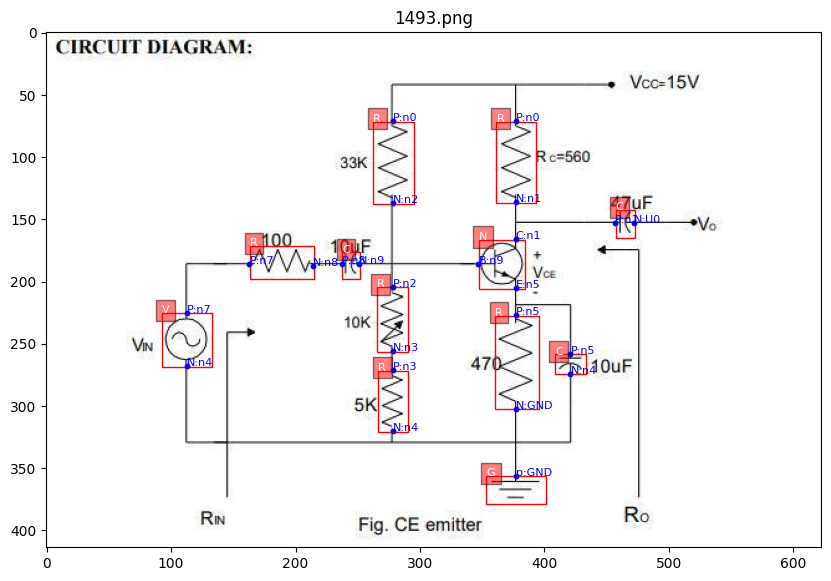 1493.png
CIRCUIT DIAGRAM:
VCC=15V
R
P:n0
R
P:n0
33K
R C=560
N:n2
N:n1
C
47uF
N:U0
VO
R
100
10uF
N
C:n1
P:n7
N:n8
N:n9
B:n9
+
VCE
-
R
P:n2
E:n5
V
P:n7
10K
R
P:n5
VIN
N:n3
470
C
P:n5
10uF
N:n4
R
P:n3
N:n4
5K
N:GND
N:n4
G
p:GND
RIN
Fig. CE emitter
RO
0
50
100
150
200
250
300
350
400
0
100
200
300
400
500
600